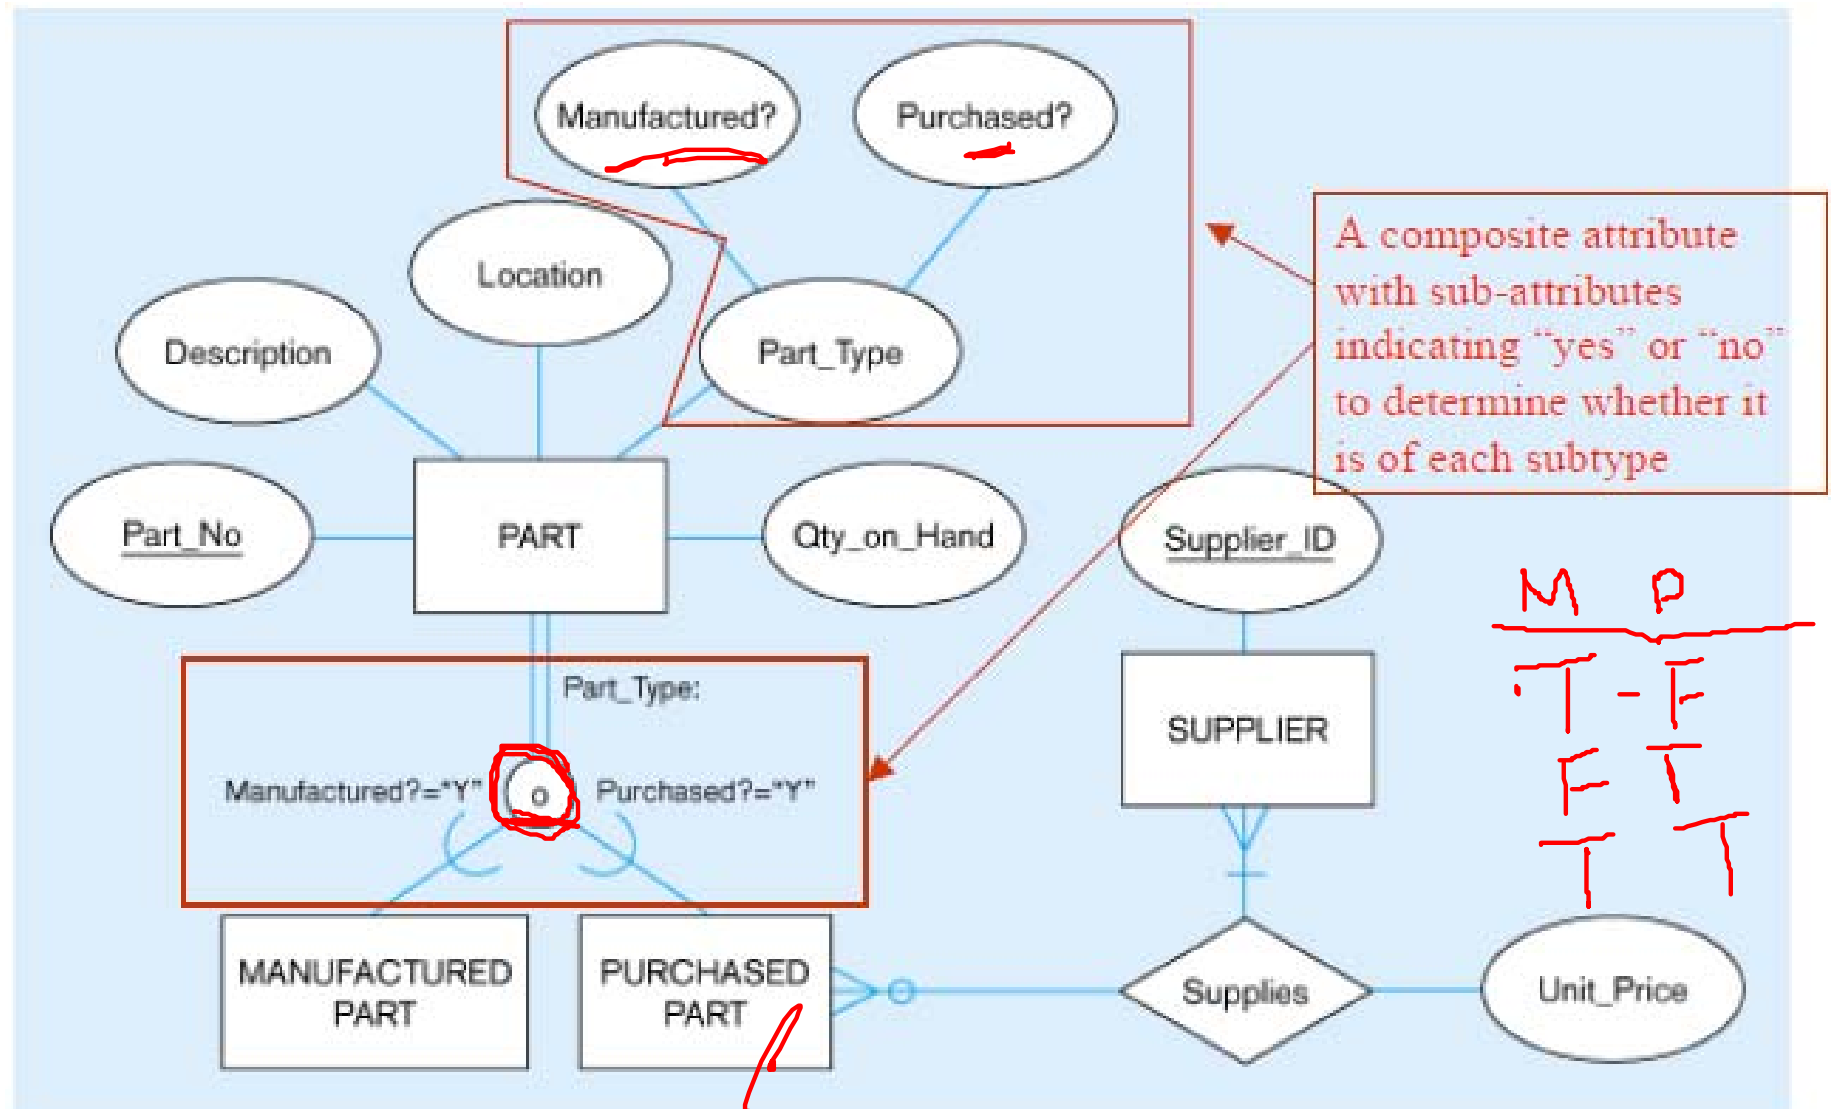 Manufactured?
Purchased?
Location
Description
Part_Type
A composite attribute
with sub-attributes
indicating "yes" or "no"
to determine whether it
is of each subtype
Part_No
PART
Qty_on_Hand
Supplier_ID
M P
T - F
F T
T T
Part_Type:
SUPPLIER
Manufactured?="Y"
o
Purchased?="Y"
MANUFACTURED
PART
PURCHASED
PART
Supplies
Unit_Price